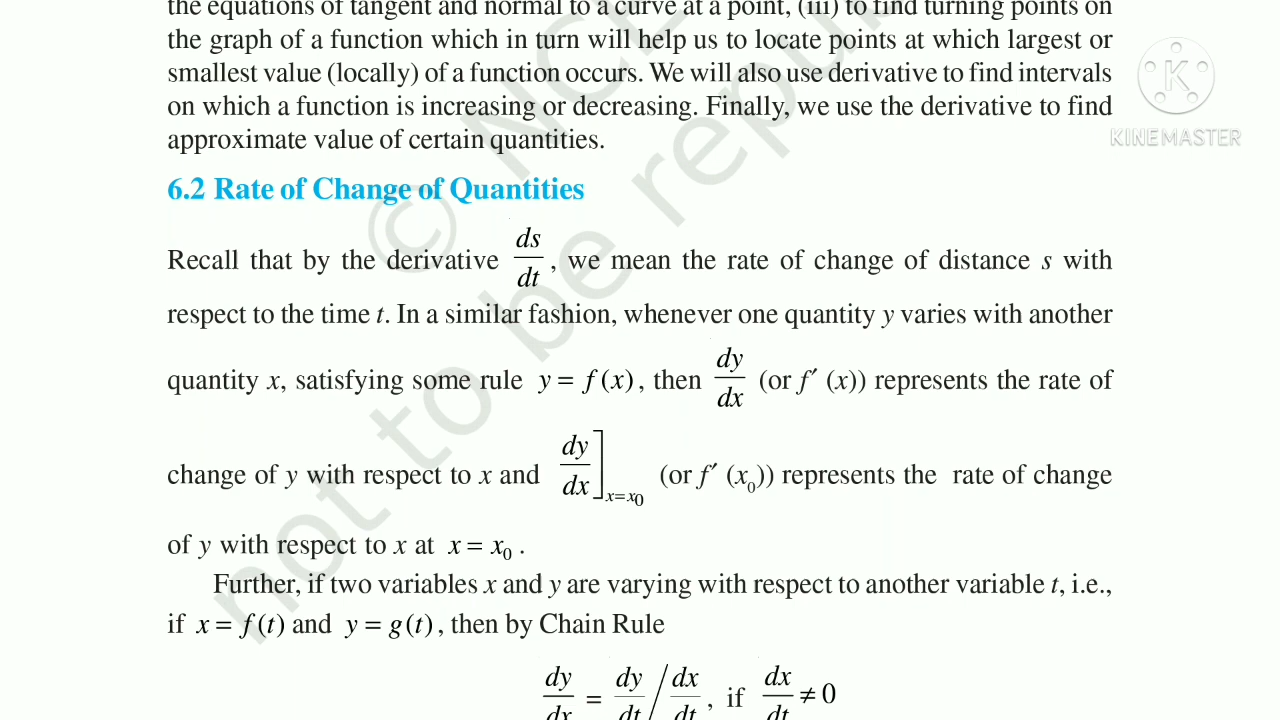 the equations of tangent and normal to a curve at a point, (iii) to find turning points on
the graph of a function which in turn will help us to locate points at which largest or
smallest value (locally) of a function occurs. We will also use derivative to find intervals
on which a function is increasing or decreasing. Finally, we use the derivative to find
approximate value of certain quantities.
K
KINEMASTER
6.2 Rate of Change of Quantities
Recall that by the derivative ds/dt, we mean the rate of change of distance s with
respect to the time t. In a similar fashion, whenever one quantity y varies with another
quantity x, satisfying some rule y = f(x), then dy/dx (or f′ (x)) represents the rate of
change of y with respect to x and dy/dx]x=x₀ (or f′ (x₀)) represents the rate of change
of y with respect to x at x = x₀ .
Further, if two variables x and y are varying with respect to another variable t, i.e.,
if x = f(t) and y = g(t), then by Chain Rule
dy/dx = dy/dt / dx/dt, if dx/dt ≠ 0
not to be repu
© NCE